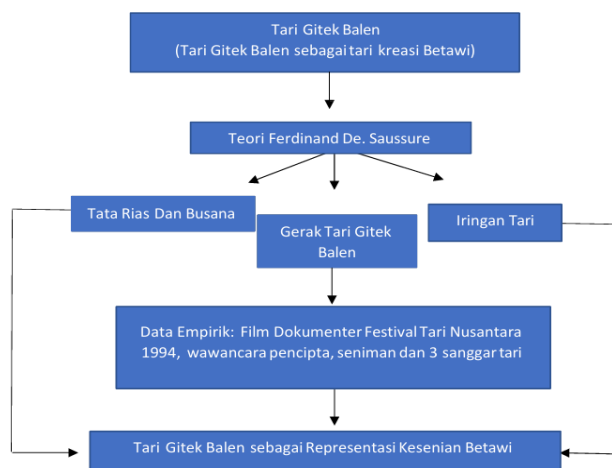 Tari Gitek Balen
(Tari Gitek Balen sebagai tari kreasi Betawi)
Teori Ferdinand De. Saussure
Tata Rias Dan Busana
Gerak Tari Gitek
Balen
Iringan Tari
Data Empirik: Film Dokumenter Festival Tari Nusantara
1994, wawancara pencipta, seniman dan 3 sanggar tari
Tari Gitek Balen sebagai Representasi Kesenian Betawi